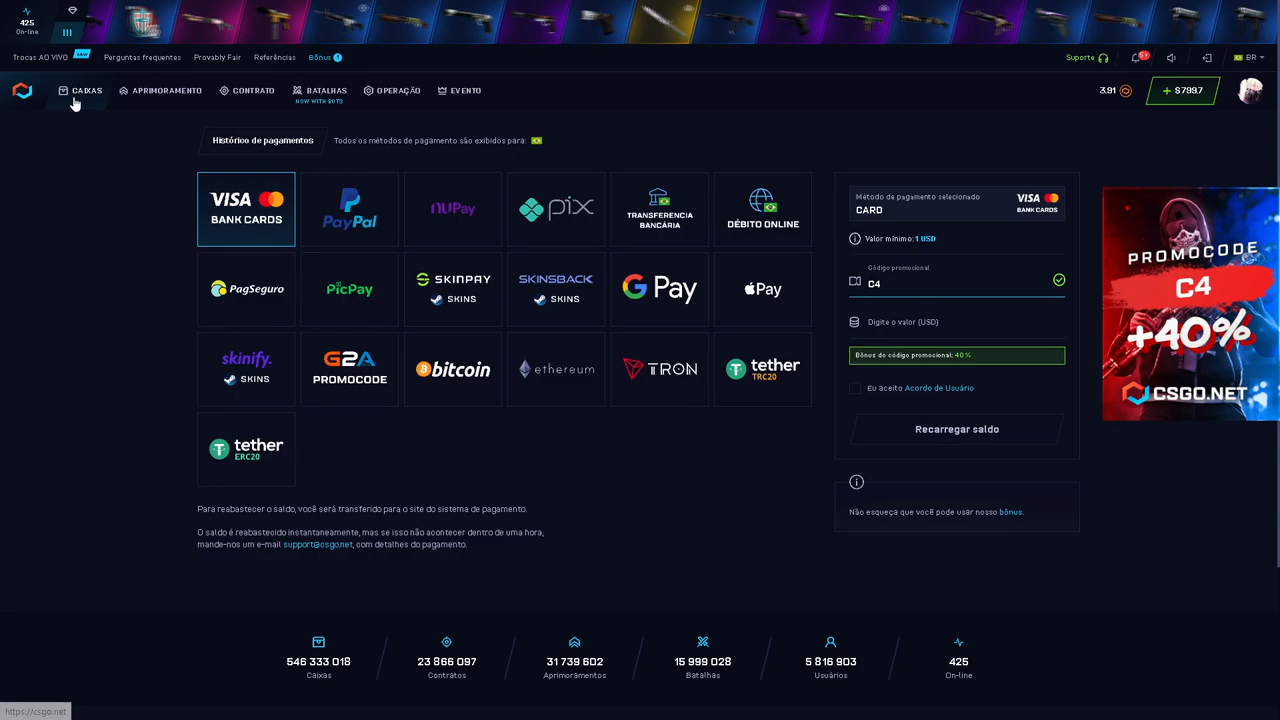 425
On-line
III
Trocas AO VIVO
NEW
Perguntas frequentes
Provably Fair
Referências
Bônus 1
Suporte
5+
BR
CAIXAS
APRIMORAMENTO
CONTRATO
BATALHAS
NOW WITH BOTS
OPERAÇÃO
EVENTO
3.91
+ $799.7
Histórico de pagamentos
Todos os métodos de pagamento são exibidos para:
VISA
BANK CARDS
PayPal
nuPay
pix
TRANSFERENCIA
BANCÁRIA
DÉBITO ONLINE
PagSeguro
PicPay
SKINPAY
SKINS
SKINSBACK
SKINS
G Pay
Pay
skinify.
SKINS
G2A
PROMOCODE
bitcoin
ethereum
TRON
tether
TRC20
tether
ERC20
Método de pagamento selecionado
CARD
VISA
BANK CARDS
Valor mínimo: 1 USD
Código promocional
C4
Digite o valor (USD)
Bônus do código promocional: 40%
Eu aceito Acordo de Usuário
Recarregar saldo
Não esqueça que você pode usar nosso bônus.
PROMOCODE
C4
+40%
CSGO.NET
Para reabastecer o saldo, você será transferido para o site do sistema de pagamento.
O saldo é reabastecido instantaneamente, mas se isso não acontecer dentro de uma hora,
mande-nos um e-mail support@csgo.net, com detalhes do pagamento.
546 333 018
Caixas
23 866 097
Contratos
31 739 602
Aprimoramentos
15 999 028
Batalhas
5 816 903
Usuários
425
On-line
https://csgo.net